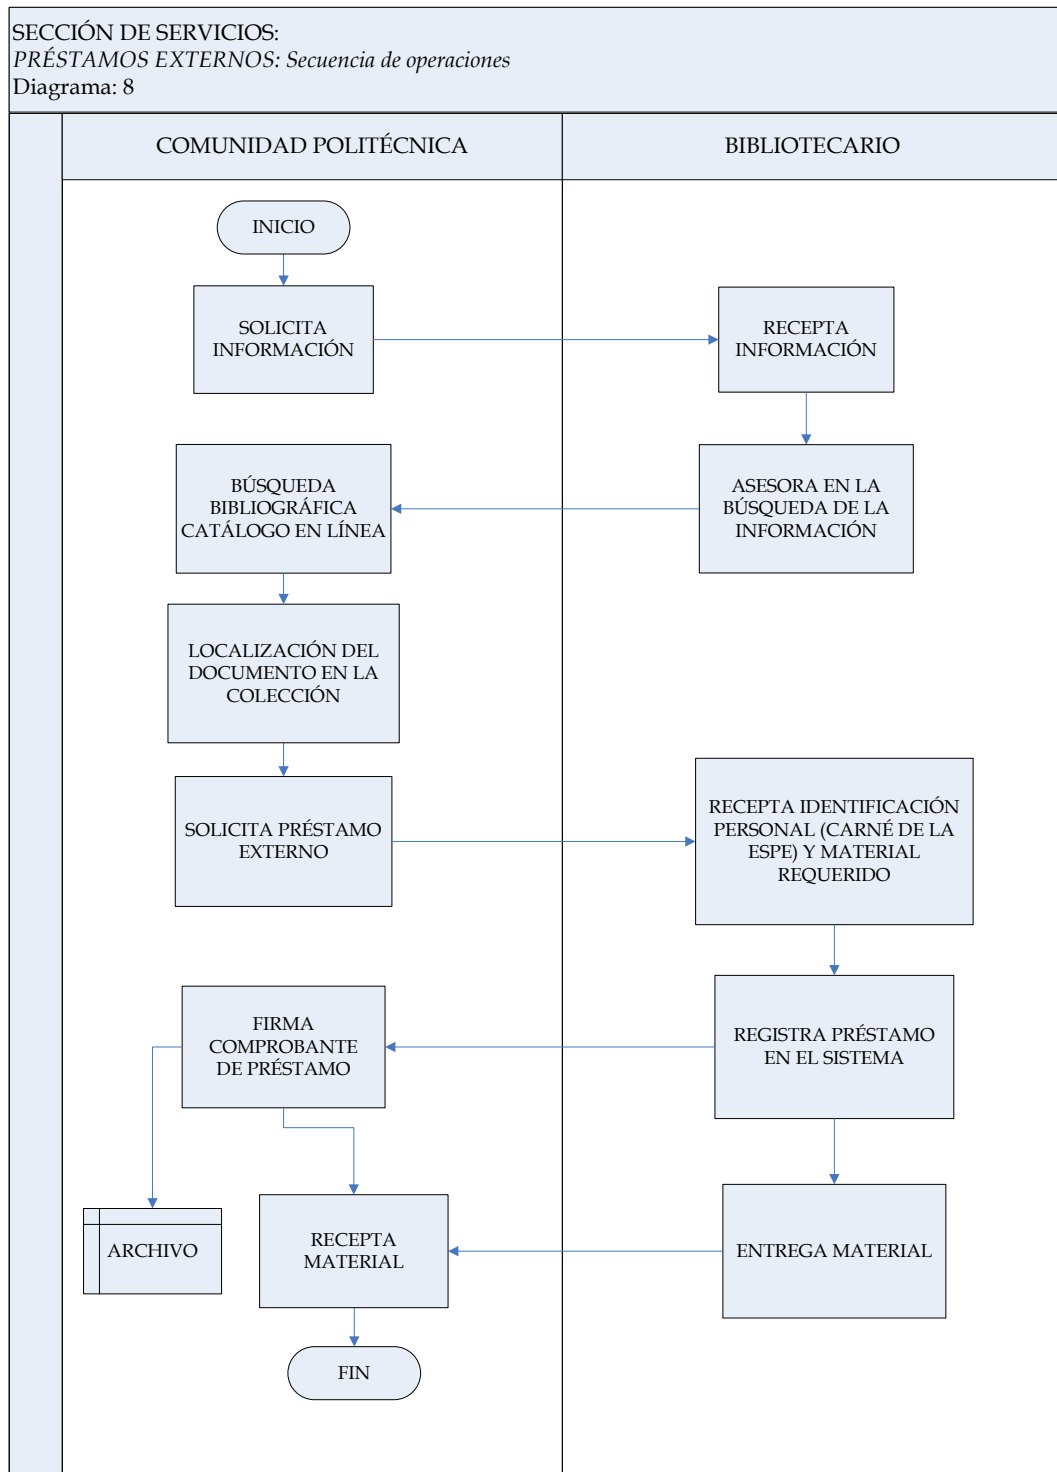 SECCIÓN DE SERVICIOS:
PRÉSTAMOS EXTERNOS: Secuencia de operaciones
Diagrama: 8
COMUNIDAD POLITÉCNICA
BIBLIOTECARIO
INICIO
SOLICITA
INFORMACIÓN
RECEPTA
INFORMACIÓN
ASESORA EN LA
BÚSQUEDA DE LA
INFORMACIÓN
BÚSQUEDA
BIBLIOGRÁFICA
CATÁLOGO EN LÍNEA
LOCALIZACIÓN DEL
DOCUMENTO EN LA
COLECCIÓN
SOLICITA PRÉSTAMO
EXTERNO
RECEPTA IDENTIFICACIÓN
PERSONAL (CARNÉ DE LA
ESPE) Y MATERIAL
REQUERIDO
REGISTRA PRÉSTAMO
EN EL SISTEMA
FIRMA
COMPROBANTE
DE PRÉSTAMO
ARCHIVO
ENTREGA MATERIAL
RECEPTA
MATERIAL
FIN